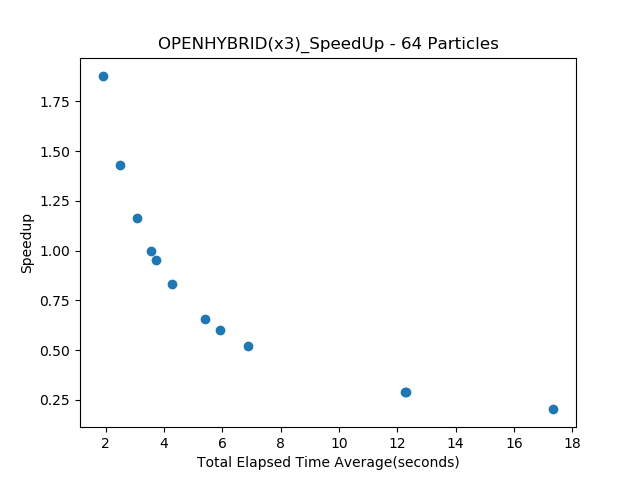 OPENHYBRID(x3)_SpeedUp - 64 Particles
1.75
1.50
1.25
1.00
0.75
0.50
0.25
Speedup
2 4 6 8 10 12 14 16 18
Total Elapsed Time Average(seconds)